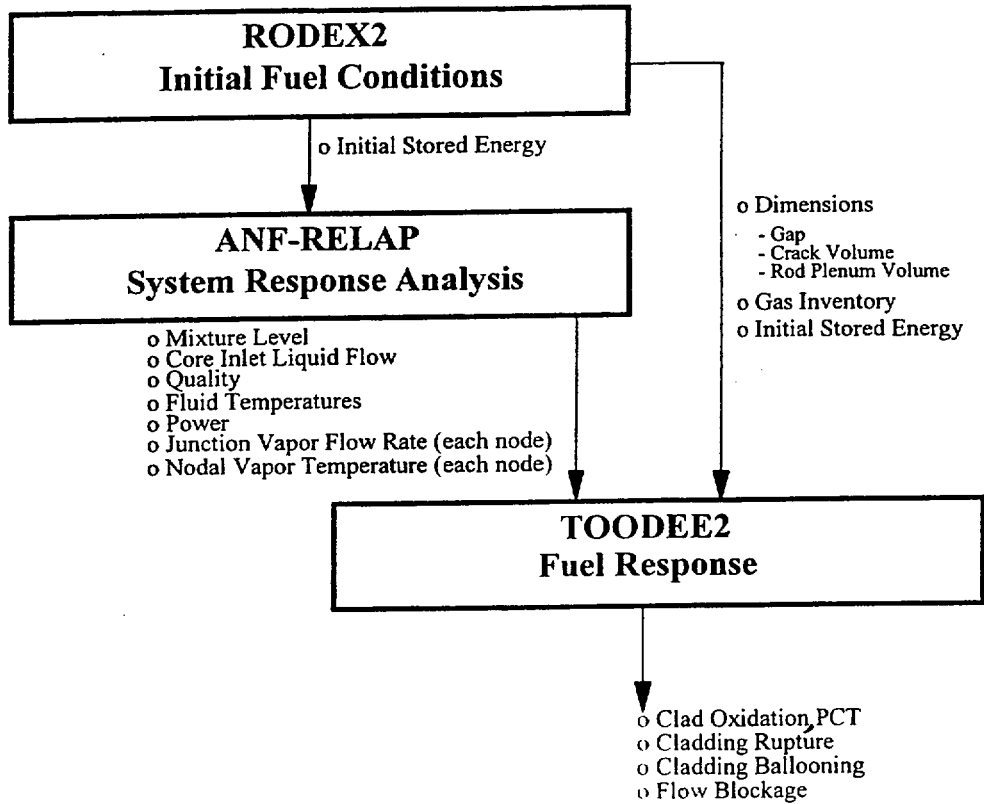 RODEX2
Initial Fuel Conditions
o Initial Stored Energy
o Dimensions
- Gap
- Crack Volume
- Rod Plenum Volume
o Gas Inventory
o Initial Stored Energy
ANF-RELAP
System Response Analysis
o Mixture Level
o Core Inlet Liquid Flow
o Quality
o Fluid Temperatures
o Power
o Junction Vapor Flow Rate (each node)
o Nodal Vapor Temperature (each node)
TOODEE2
Fuel Response
o Clad Oxidation, PCT
o Cladding Rupture
o Cladding Ballooning
o Flow Blockage